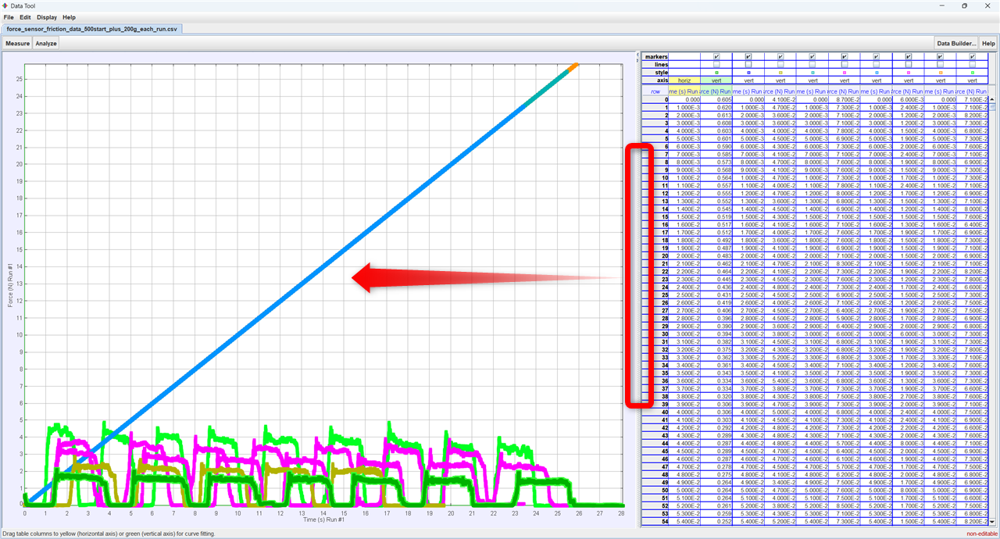 Data Tool
File Edit Display Help
force_sensor_friction_data_500start_plus_200g_each_run.csv
Measure Analyze Data Builder... Help
markers
lines
style
axis horiz vert vert vert vert vert vert vert vert vert
row me (s) Run rce (N) Run me (s) Run rce (N) Run me (s) Run rce (N) Run me (s) Run rce (N) Run me (s) Run rce (N) Run
0 0.000 0.605 0.000 4.100E-2 0.000 8.700E-2 0.000 6.000E-3 0.000 7.100E-2
1 1.000E-3 0.620 1.000E-3 4.700E-2 1.000E-3 7.300E-2 1.000E-3 2.400E-2 1.000E-3 7.100E-2
2 2.000E-3 0.613 2.000E-3 3.600E-2 2.000E-3 7.300E-2 2.000E-3 1.200E-2 2.000E-3 8.200E-2
3 3.000E-3 0.608 3.000E-3 3.600E-2 3.000E-3 7.100E-2 3.000E-3 1.200E-2 3.000E-3 7.300E-2
4 4.000E-3 0.603 4.000E-3 4.000E-2 4.000E-3 7.800E-2 4.000E-3 1.500E-2 4.000E-3 6.800E-2
5 5.000E-3 0.601 5.000E-3 4.500E-2 5.000E-3 6.900E-2 5.000E-3 1.900E-2 5.000E-3 7.300E-2
6 6.000E-3 0.590 6.000E-3 4.300E-2 6.000E-3 7.300E-2 6.000E-3 2.000E-2 6.000E-3 7.600E-2
7 7.000E-3 0.585 7.000E-3 4.100E-2 7.000E-3 7.100E-2 7.000E-3 2.400E-2 7.000E-3 7.100E-2
8 8.000E-3 0.573 8.000E-3 4.700E-2 8.000E-3 7.600E-2 8.000E-3 1.900E-2 8.000E-3 6.900E-2
9 9.000E-3 0.568 9.000E-3 4.100E-2 9.000E-3 7.600E-2 9.000E-3 1.500E-2 9.000E-3 7.300E-2
10 1.000E-2 0.564 1.000E-2 4.700E-2 1.000E-2 7.300E-2 1.000E-2 1.700E-2 1.000E-2 7.300E-2
11 1.100E-2 0.557 1.100E-2 4.000E-2 1.100E-2 7.800E-2 1.100E-2 2.400E-2 1.100E-2 7.100E-2
12 1.200E-2 0.555 1.200E-2 4.700E-2 1.200E-2 8.000E-2 1.200E-2 1.700E-2 1.200E-2 6.900E-2
13 1.300E-2 0.552 1.300E-2 3.600E-2 1.300E-2 6.800E-2 1.300E-2 1.500E-2 1.300E-2 7.100E-2
14 1.400E-2 0.545 1.400E-2 4.500E-2 1.400E-2 6.900E-2 1.400E-2 1.200E-2 1.400E-2 8.000E-2
15 1.500E-2 0.519 1.500E-2 4.300E-2 1.500E-2 7.100E-2 1.500E-2 1.500E-2 1.500E-2 7.600E-2
16 1.600E-2 0.517 1.600E-2 4.100E-2 1.600E-2 7.100E-2 1.600E-2 1.300E-2 1.600E-2 6.400E-2
17 1.700E-2 0.512 1.700E-2 4.000E-2 1.700E-2 7.600E-2 1.700E-2 1.900E-2 1.700E-2 6.900E-2
18 1.800E-2 0.492 1.800E-2 3.600E-2 1.800E-2 7.600E-2 1.800E-2 1.500E-2 1.800E-2 7.100E-2
19 1.900E-2 0.487 1.900E-2 4.100E-2 1.900E-2 6.900E-2 1.900E-2 1.500E-2 1.900E-2 7.100E-2
20 2.000E-2 0.483 2.000E-2 4.000E-2 2.000E-2 7.100E-2 2.000E-2 1.500E-2 2.000E-2 6.900E-2
21 2.100E-2 0.462 2.100E-2 4.700E-2 2.100E-2 8.300E-2 2.100E-2 1.500E-2 2.100E-2 7.100E-2
22 2.200E-2 0.464 2.200E-2 4.100E-2 2.200E-2 7.300E-2 2.200E-2 1.900E-2 2.200E-2 8.200E-2
23 2.300E-2 0.445 2.300E-2 4.500E-2 2.300E-2 7.600E-2 2.300E-2 1.200E-2 2.300E-2 7.800E-2
24 2.400E-2 0.436 2.400E-2 4.800E-2 2.400E-2 7.300E-2 2.400E-2 1.700E-2 2.400E-2 6.600E-2
25 2.500E-2 0.431 2.500E-2 4.500E-2 2.500E-2 6.900E-2 2.500E-2 1.500E-2 2.500E-2 7.300E-2
26 2.600E-2 0.419 2.600E-2 4.000E-2 2.600E-2 7.100E-2 2.600E-2 1.200E-2 2.600E-2 7.500E-2
27 2.700E-2 0.406 2.700E-2 4.500E-2 2.700E-2 6.400E-2 2.700E-2 1.900E-2 2.700E-2 7.500E-2
28 2.800E-2 0.396 2.800E-2 4.500E-2 2.800E-2 5.900E-2 2.800E-2 1.700E-2 2.800E-2 6.900E-2
29 2.900E-2 0.390 2.900E-2 3.600E-2 2.900E-2 6.400E-2 2.900E-2 2.600E-2 2.900E-2 6.800E-2
30 3.000E-2 0.394 3.000E-2 3.800E-2 3.000E-2 6.600E-2 3.000E-2 6.000E-3 3.000E-2 7.300E-2
31 3.100E-2 0.382 3.100E-2 4.500E-2 3.100E-2 6.800E-2 3.100E-2 1.900E-2 3.100E-2 7.300E-2
32 3.200E-2 0.375 3.200E-2 4.300E-2 3.200E-2 6.800E-2 3.200E-2 1.500E-2 3.200E-2 6.800E-2
33 3.300E-2 0.362 3.300E-2 5.200E-2 3.300E-2 6.800E-2 3.300E-2 1.700E-2 3.300E-2 7.100E-2
34 3.400E-2 0.361 3.400E-2 4.500E-2 3.400E-2 7.100E-2 3.400E-2 1.200E-2 3.400E-2 7.600E-2
35 3.500E-2 0.343 3.500E-2 4.100E-2 3.500E-2 7.600E-2 3.500E-2 1.500E-2 3.500E-2 7.600E-2
36 3.600E-2 0.334 3.600E-2 5.400E-2 3.600E-2 6.800E-2 3.600E-2 1.300E-2 3.600E-2 7.300E-2
37 3.700E-2 0.334 3.700E-2 3.800E-2 3.700E-2 7.300E-2 3.700E-2 1.900E-2 3.700E-2 6.600E-2
38 3.800E-2 0.320 3.800E-2 4.300E-2 3.800E-2 7.500E-2 3.800E-2 2.700E-2 3.800E-2 7.600E-2
39 3.900E-2 0.306 3.900E-2 4.700E-2 3.900E-2 7.300E-2 3.900E-2 2.000E-2 3.900E-2 7.100E-2
40 4.000E-2 0.306 4.000E-2 5.000E-2 4.000E-2 6.800E-2 4.000E-2 2.400E-2 4.000E-2 7.300E-2
41 4.100E-2 0.303 4.100E-2 4.500E-2 4.100E-2 7.300E-2 4.100E-2 2.400E-2 4.100E-2 6.900E-2
42 4.200E-2 0.292 4.200E-2 4.800E-2 4.200E-2 7.300E-2 4.200E-2 2.200E-2 4.200E-2 6.600E-2
43 4.300E-2 0.289 4.300E-2 4.800E-2 4.300E-2 7.100E-2 4.300E-2 2.000E-2 4.300E-2 7.600E-2
44 4.400E-2 0.287 4.400E-2 4.800E-2 4.400E-2 5.700E-2 4.400E-2 8.000E-3 4.400E-2 7.100E-2
45 4.500E-2 0.289 4.500E-2 4.700E-2 4.500E-2 6.400E-2 4.500E-2 2.000E-2 4.500E-2 6.900E-2
46 4.600E-2 0.287 4.600E-2 4.700E-2 4.600E-2 6.100E-2 4.600E-2 1.900E-2 4.600E-2 7.300E-2
47 4.700E-2 0.278 4.700E-2 4.500E-2 4.700E-2 5.700E-2 4.700E-2 1.700E-2 4.700E-2 7.500E-2
48 4.800E-2 0.275 4.800E-2 4.100E-2 4.800E-2 6.200E-2 4.800E-2 2.000E-2 4.800E-2 6.800E-2
49 4.900E-2 0.264 4.900E-2 3.400E-2 4.900E-2 5.700E-2 4.900E-2 1.500E-2 4.900E-2 6.800E-2
50 5.000E-2 0.264 5.000E-2 4.700E-2 5.000E-2 7.600E-2 5.000E-2 8.000E-3 5.000E-2 6.900E-2
51 5.100E-2 0.264 5.100E-2 4.000E-2 5.100E-2 7.100E-2 5.100E-2 1.700E-2 5.100E-2 6.600E-2
52 5.200E-2 0.261 5.200E-2 3.800E-2 5.200E-2 8.500E-2 5.200E-2 1.700E-2 5.200E-2 7.500E-2
53 5.300E-2 0.259 5.300E-2 4.300E-2 5.300E-2 7.100E-2 5.300E-2 1.200E-2 5.300E-2 6.800E-2
54 5.400E-2 0.252 5.400E-2 5.200E-2 5.400E-2 7.300E-2 5.400E-2 1.500E-2 5.400E-2 8.200E-2
25
24
23
22
21
20
19
18
17
16
15
14
13
12
11
10
9
8
7
6
5
4
3
2
1
0
Force (N) Run #1
0 1 2 3 4 5 6 7 8 9 10 11 12 13 14 15 16 17 18 19 20 21 22 23 24 25 26 27 28
Time (s) Run #1
Drag table columns to yellow (horizontal axis) or green (vertical axis) for curve fitting.
non-editable